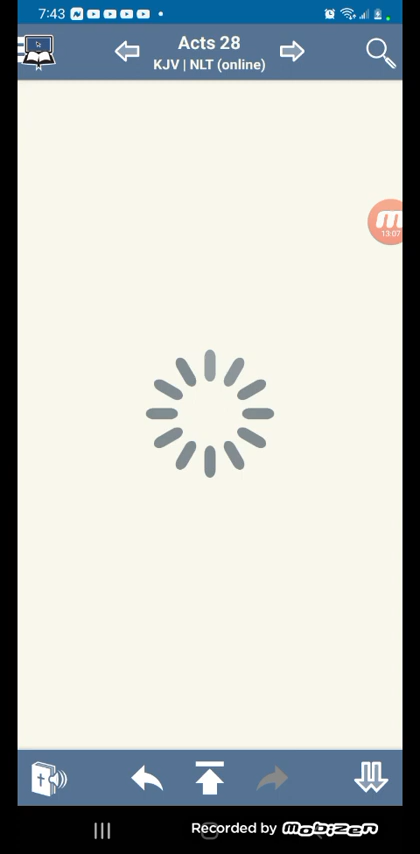 7:43
Acts 28
KJV | NLT (online)
13:07
Recorded by mobizen